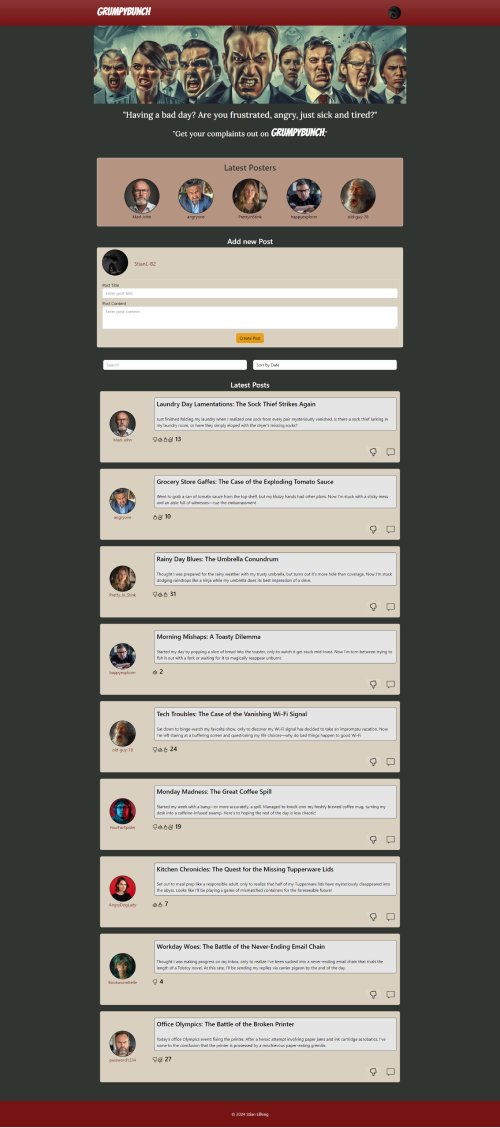 GRUMPYBUNCH
"Having a bad day? Are you frustrated, angry, just sick and tired?"
"Get your complaints out on GRUMPYBUNCH"
Latest Posters
Mad-John
angryone
PrettyInStink
happyexplorer
old-guy-78
Add new Post
StianL-82
Post Title
Enter post title
Post Content
Enter post content
Create Post
Search
Sort by Date
Latest Posts
Laundry Day Lamentations: The Sock Thief Strikes Again
Just finished folding my laundry when I realized one sock from every pair mysteriously vanished. Is there a sock thief lurking in
my laundry room, or have they simply eloped with the dryer's missing socks?
Mad-John
13
Grocery Store Gaffes: The Case of the Exploding Tomato Sauce
Went to grab a can of tomato sauce from the top shelf, but my klutzy hands had other plans. Now I'm stuck with a sticky mess
and an aisle full of witnesses—cue the embarrassment
angryone
10
Rainy Day Blues: The Umbrella Conundrum
Thought I was prepared for the rainy weather with my trusty umbrella, but turns out it's more hole than coverage. Now I'm stuck
dodging raindrops like a ninja while my umbrella does its best impression of a sieve.
Pretty_In_Stink
31
Morning Mishaps: A Toasty Dilemma
Started my day by popping a slice of bread into the toaster, only to watch it get stuck mid-toast. Now I'm torn between trying to
fish it out with a fork or waiting for it to magically reappear unburnt.
happyexplorer
2
Tech Troubles: The Case of the Vanishing Wi-Fi Signal
Sat down to binge-watch my favorite show, only to discover my Wi-Fi signal has decided to take an impromptu vacation. Now
I'm left staring at a buffering screen and questioning my life choices—why do bad things happen to good Wi-Fi
old-guy-78
24
Monday Madness: The Great Coffee Spill
Started my week with a bang—or more accurately, a spill. Managed to knock over my freshly brewed coffee mug, turning my
desk into a caffeine-infused swamp. Here's to hoping the rest of the day is less chaotic!
19
Kitchen Chronicles: The Quest for the Missing Tupperware Lids
Set out to meal prep like a responsible adult, only to realize that half of my Tupperware lids have mysteriously disappeared into
the abyss. Looks like I'll be playing a game of mismatched containers for the foreseeable future!
AngryDogLady
7
Workday Woes: The Battle of the Never-Ending Email Chain
Thought I was making progress on my inbox, only to realize I've been sucked into a never-ending email chain that rivals the
length of a Tolstoy novel. At this rate, I'll be sending my replies via carrier pigeon by the end of the day.
4
Office Olympics: The Battle of the Broken Printer
Today's office Olympics event: fixing the printer. After a heroic attempt involving paper jams and ink cartridge acrobatics, I've
come to the conclusion that the printer is possessed by a mischievous paper-eating gremlin.
password1234
27
© 2024 Stian Lilleng